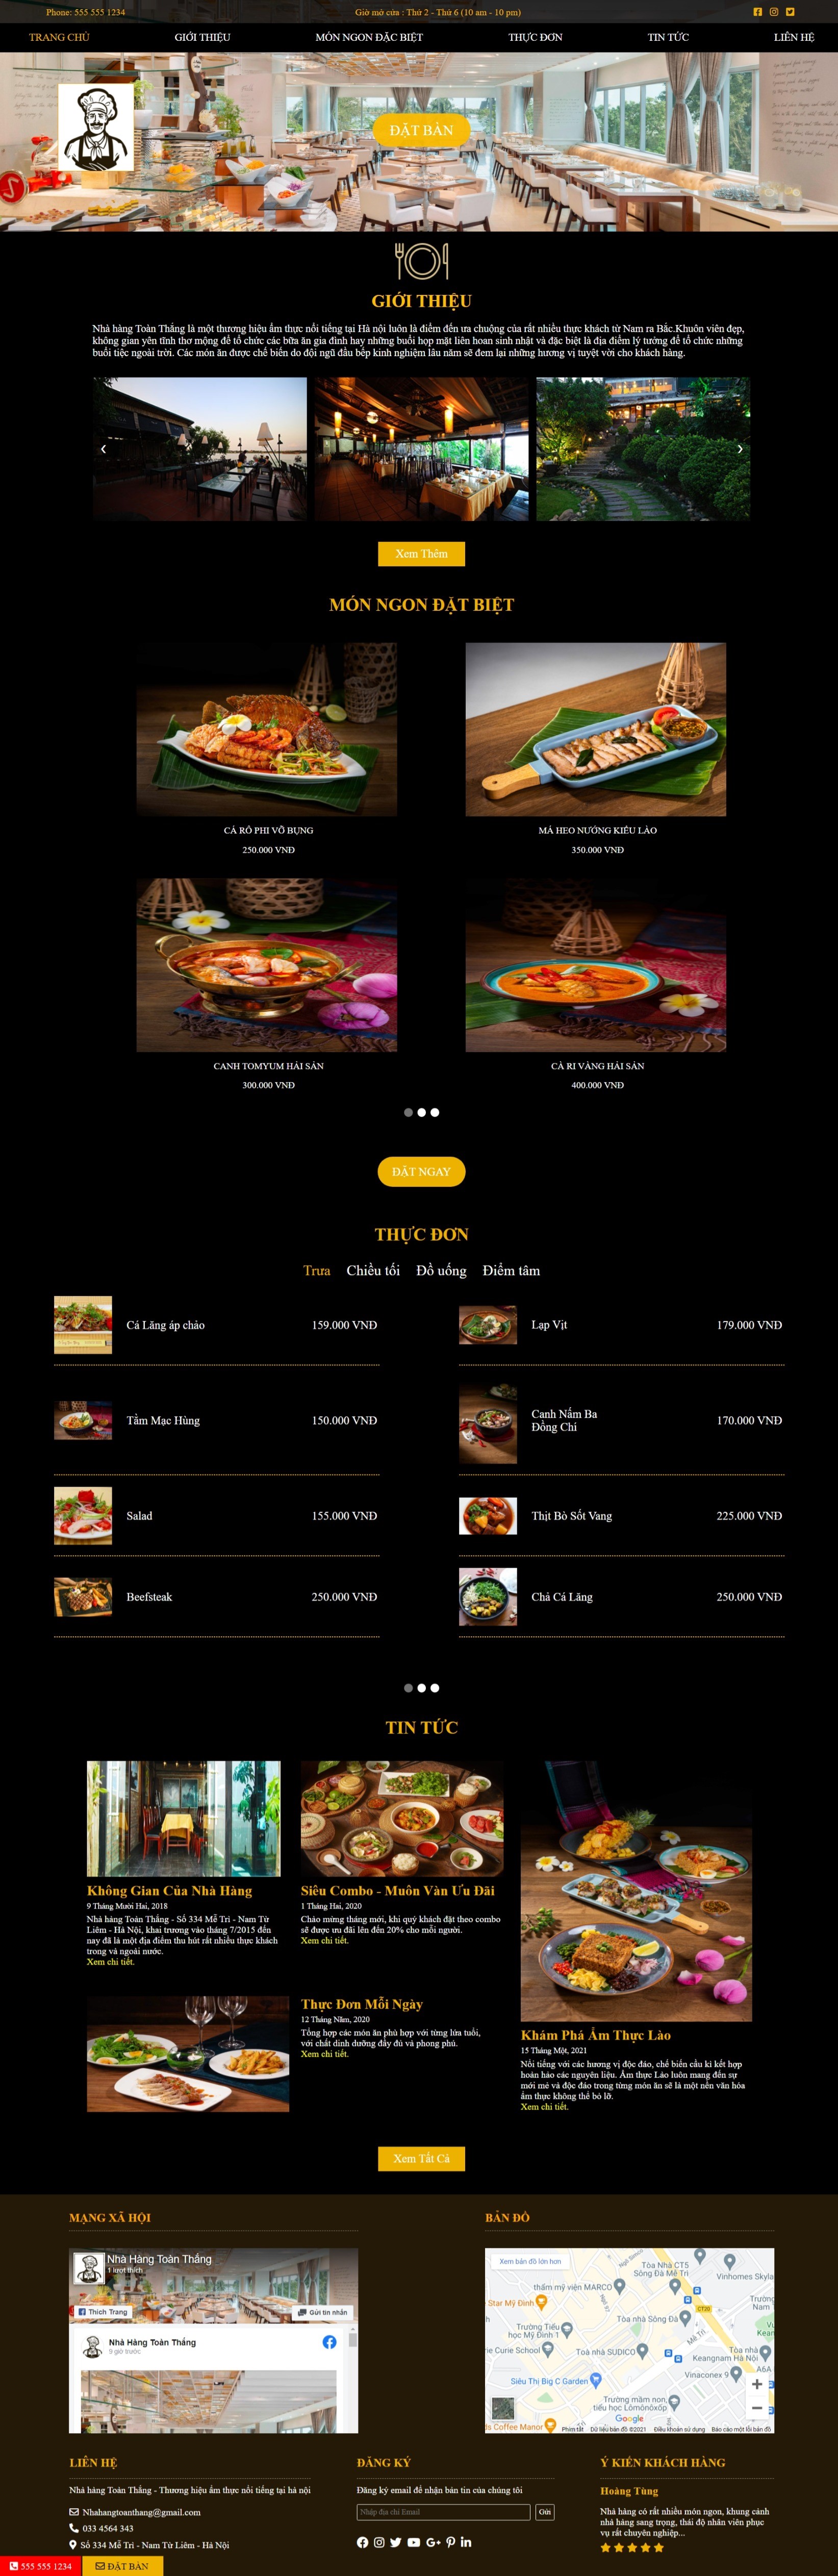 Phone: 555 555 1234
Giờ mở cửa : Thứ 2 - Thứ 6 (10 am - 10 pm)
TRANG CHỦ
GIỚI THIỆU
MÓN NGON ĐẶC BIỆT
THỰC ĐƠN
TIN TỨC
LIÊN HỆ
ĐẶT BÀN
GIỚI THIỆU
Nhà hàng Toàn Thắng là một thương hiệu ẩm thực nổi tiếng tại Hà nội luôn là điểm đến ưa chuộng của rất nhiều thực khách từ Nam ra Bắc.Khuôn viên đẹp,
không gian yên tĩnh thơ mộng để tổ chức các bữa ăn gia đình hay những buổi họp mặt liên hoan sinh nhật và đặc biệt là địa điểm lý tưởng để tổ chức những
buổi tiệc ngoài trời. Các món ăn được chế biến do đội ngũ đầu bếp kinh nghiệm lâu năm sẽ đem lại những hương vị tuyệt vời cho khách hàng.
Xem Thêm
MÓN NGON ĐẶT BIỆT
CÁ RÔ PHI VỠ BỤNG
250.000 VNĐ
MÁ HEO NƯỚNG KIỂU LÀO
350.000 VNĐ
CANH TOMYUM HẢI SẢN
300.000 VNĐ
CÀ RI VÀNG HẢI SẢN
400.000 VNĐ
ĐẶT NGAY
THỰC ĐƠN
Trưa
Chiều tối
Đồ uống
Điểm tâm
Cá Lăng áp chảo
159.000 VNĐ
Lạp Vịt
179.000 VNĐ
Tằm Mạc Hùng
150.000 VNĐ
Canh Nấm Ba
Đồng Chí
170.000 VNĐ
Salad
155.000 VNĐ
Thịt Bò Sốt Vang
225.000 VNĐ
Beefsteak
250.000 VNĐ
Chả Cá Lăng
250.000 VNĐ
TIN TỨC
Không Gian Của Nhà Hàng
9 Tháng Mười Hai, 2018
Nhà hàng Toàn Thắng - Số 334 Mễ Trì - Nam Từ
Liêm - Hà Nội, khai trương vào tháng 7/2015 đến
nay đã là một địa điểm thu hút rất nhiều thực khách
trong và ngoài nước.
Xem chi tiết.
Siêu Combo - Muôn Vàn Ưu Đãi
1 Tháng Hai, 2020
Chào mừng tháng mới, khi quý khách đặt theo combo
sẽ được ưu đãi lên đến 20% cho mỗi người.
Xem chi tiết.
Thực Đơn Mỗi Ngày
12 Tháng Năm, 2020
Tổng hợp các món ăn phù hợp với từng lứa tuổi,
với chất dinh dưỡng đầy đủ và phong phú.
Xem chi tiết.
Khám Phá Ẩm Thực Lào
15 Tháng Một, 2021
Nổi tiếng với các hương vị độc đáo, chế biến cầu kì kết hợp
hoàn hảo các nguyên liệu. Ẩm thực Lào luôn mang đến sự
mới mẻ và độc đáo trong từng món ăn sẽ là một nền văn hóa
ẩm thực không thể bỏ lỡ.
Xem chi tiết.
Xem Tất Cả
MẠNG XÃ HỘI
Nhà Hàng Toàn Thắng
1 lượt thích
Thích Trang
Gửi tin nhắn
Nhà Hàng Toàn Thắng
9 giờ trước
BẢN ĐỒ
Xem bản đồ lớn hơn
Tòa Nhà CT5
Sông Đà Mễ Trì
Vinhomes Skyla
thẩm mỹ viện MARCO
Star Mỹ Đình
CT20
Trường
Nam
Tòa nhà Sông Đà
Trường Tiểu
học Mỹ Đình 1
Mễ Trì
ie Curie School
Toà nhà SUDICO
Tòa nhà
Keangnam Hà Nội
Vinaconex 9
A6A
Siêu Thị Big C Garden
Trường mầm non,
tiểu học Lômônôxốp
Google
ds Coffee Manor
Phím tắt
Dữ liệu bản đồ ©2021
Điều khoản sử dụng
Báo cáo một lỗi bản đồ
LIÊN HỆ
Nhà hàng Toàn Thắng - Thương hiệu ẩm thực nổi tiếng tại hà nội
Nhahangtoanthang@gmail.com
033 4564 343
Số 334 Mễ Trì - Nam Từ Liêm - Hà Nội
ĐĂNG KÝ
Đăng ký email để nhận bản tin của chúng tôi
Nhập địa chỉ Email
Gửi
Ý KIẾN KHÁCH HÀNG
Hoàng Tùng
Nhà hàng có rất nhiều món ngon, khung cảnh
nhà hàng sang trọng, thái độ nhân viên phục
vụ rất chuyên nghiệp...
555 555 1234
ĐẶT BÀN